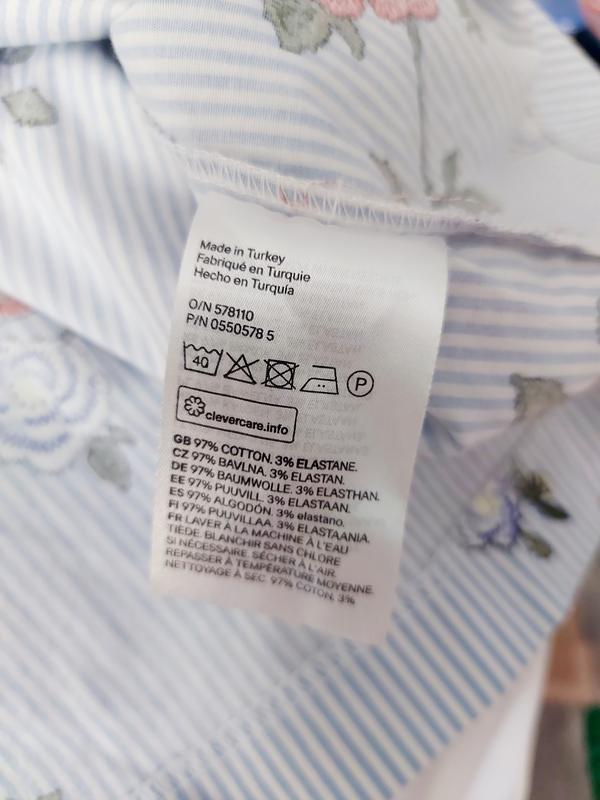 Made in Turkey
Fabriqué en Turquie
Hecho en Turquía
O/N 578110
P/N 0550578 5
40
P
clevercare.info
GB 97% COTTON. 3% ELASTANE.
CZ 97% BAVLNA. 3% ELASTAN.
DE 97% BAUMWOLLE. 3% ELASTHAN.
EE 97% PUUVILL. 3% ELASTAAN.
ES 97% ALGODÓN. 3% elastano.
FI 97% PUUVILLAA. 3% ELASTAANIA.
FR LAVER À LA MACHINE À L'EAU
TIÈDE. BLANCHIR SANS CHLORE
SI NÉCESSAIRE. SÉCHER À L'AIR.
REPASSER À TEMPÉRATURE MOYENNE.
NETTOYAGE À SEC. 97% COTON. 3%